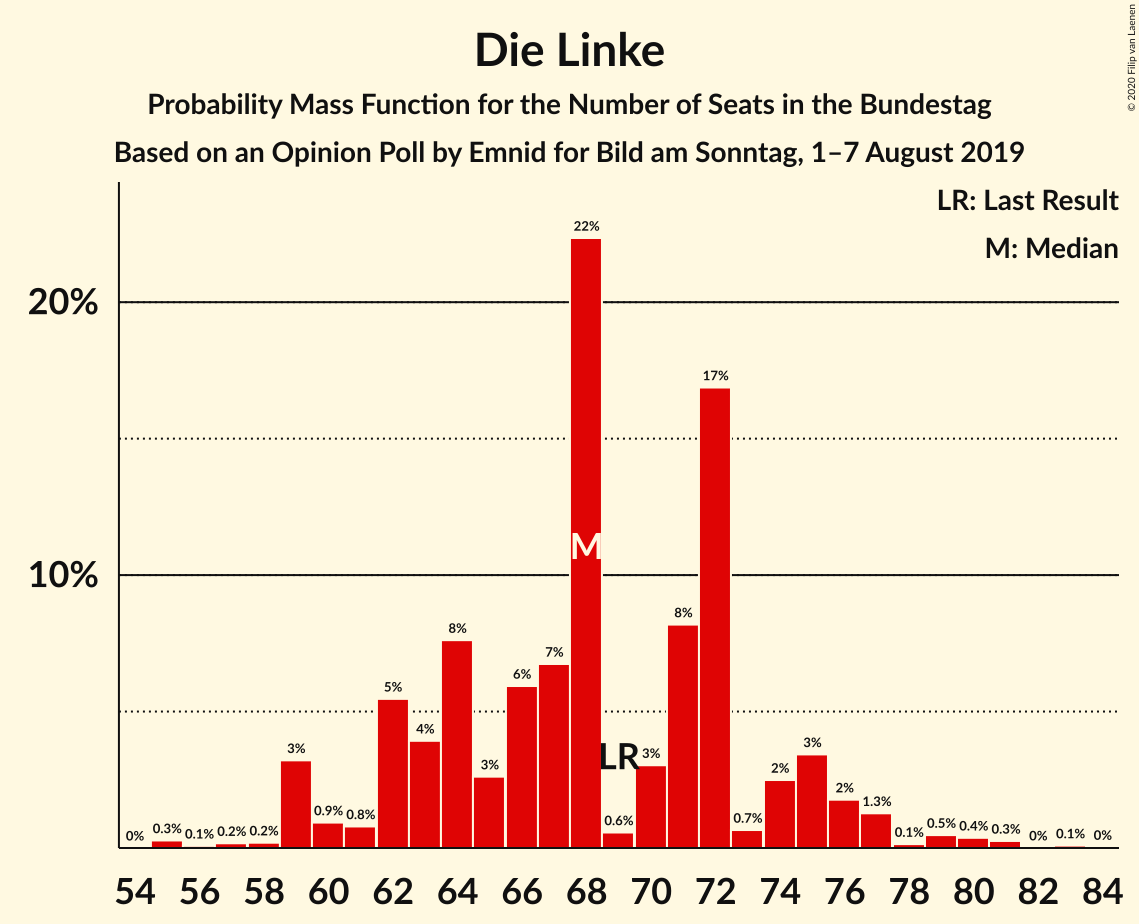 © 2020 Filip van Laenen
Die Linke
Probability Mass Function for the Number of Seats in the Bundestag
Based on an Opinion Poll by Emnid for Bild am Sonntag, 1–7 August 2019
LR: Last Result
M: Median
20%
10%
0% 0.3% 0.1% 0.2% 0.2% 3% 0.9% 0.8% 5% 4% 8% 3% 6% 7% 22% 0.6% 3% 8% 17% 0.7% 2% 3% 2% 1.3% 0.1% 0.5% 0.4% 0.3% 0% 0.1% 0%
M
LR
54 56 58 60 62 64 66 68 70 72 74 76 78 80 82 84